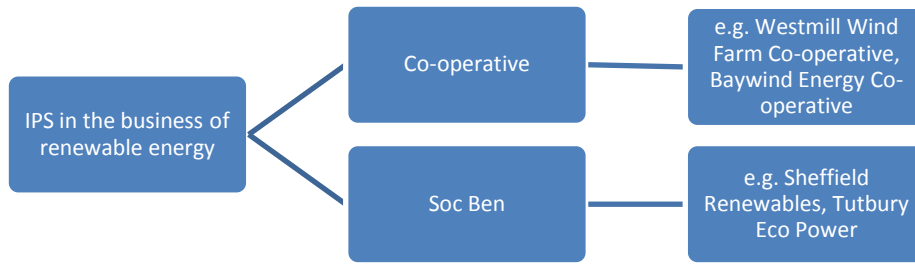 IPS in the business of
renewable energy
Co-operative
e.g. Westmill Wind
Farm Co-operative,
Baywind Energy Co-
operative
Soc Ben
e.g. Sheffield
Renewables, Tutbury
Eco Power